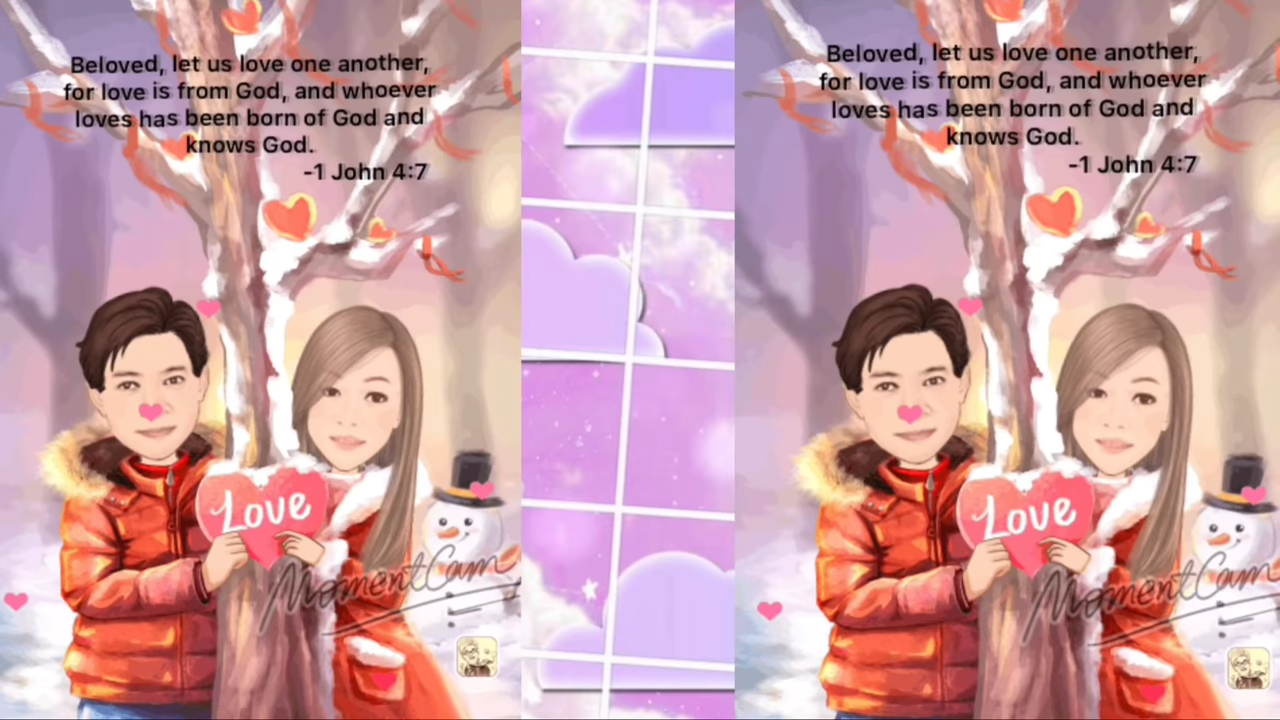 Beloved, let us love one another,
for love is from God, and whoever
loves has been born of God and
knows God.
-1 John 4:7
Love
MomentCam
Beloved, let us love one another,
for love is from God, and whoever
loves has been born of God and
knows God.
-1 John 4:7
Love
MomentCam